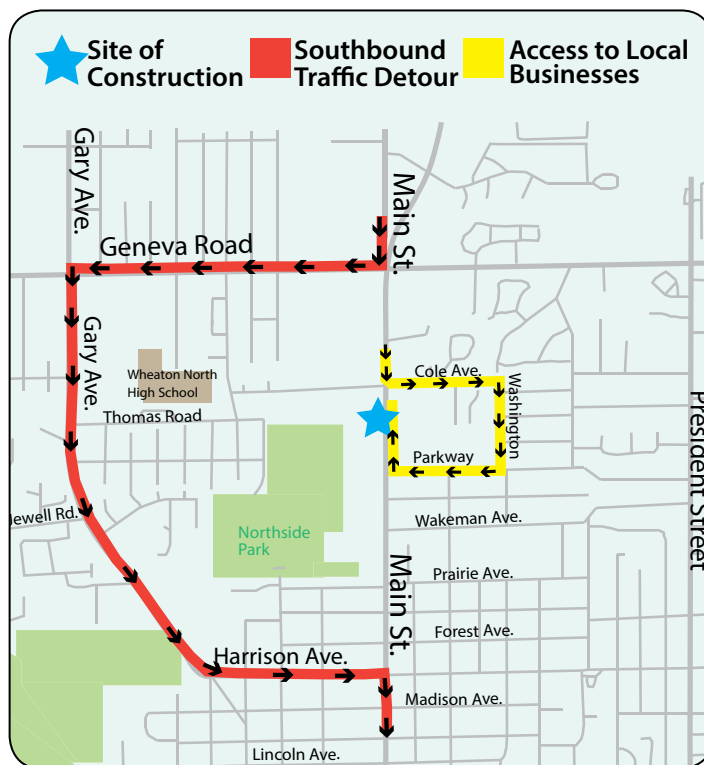 Site of
Construction
Southbound
Traffic Detour
Access to Local
Businesses
Gary Ave.
Main St.
Geneva Road
Gary Ave.
Wheaton North
High School
Thomas Road
Cole Ave.
Washington
Parkway
President Street
Jewell Rd.
Northside
Park
Wakeman Ave.
Main St.
Prairie Ave.
Forest Ave.
Harrison Ave.
Madison Ave.
Lincoln Ave.